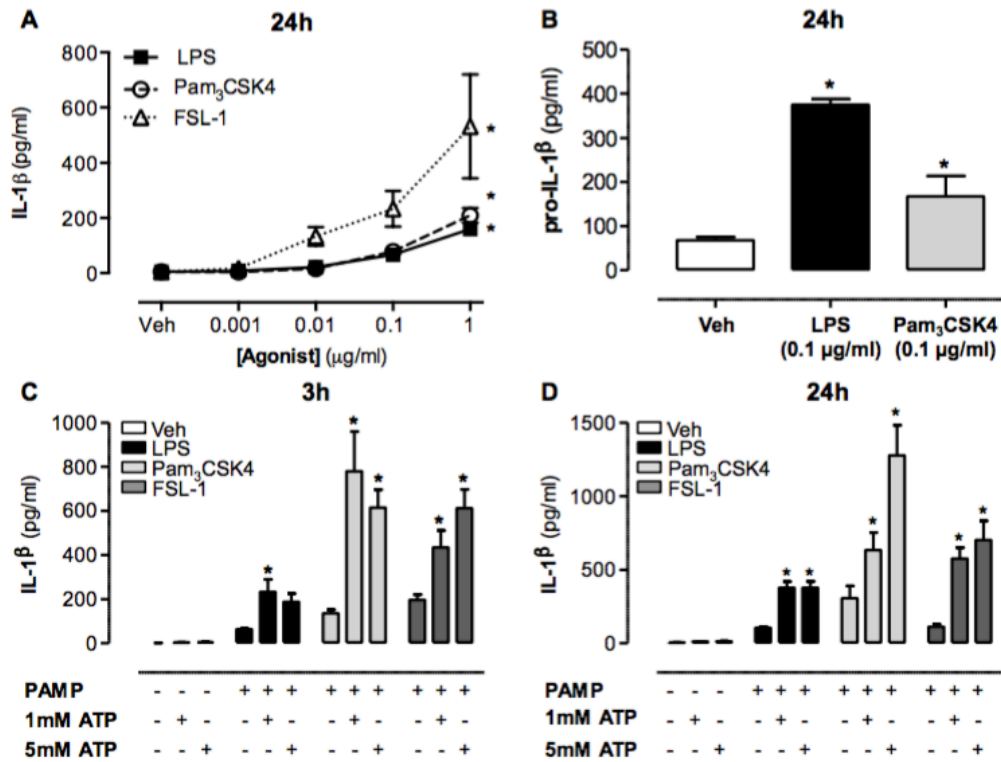 A 24h
800
600
400
200
0
IL-1β (pg/ml)
LPS
Pam₃CSK4
FSL-1
*
*
*
Veh 0.001 0.01 0.1 1
[Agonist] (μg/ml)
B 24h
500
400
300
200
100
0
pro-IL-1β (pg/ml)
*
*
Veh LPS Pam₃CSK4
(0.1 μg/ml) (0.1 μg/ml)
C 3h
1000
800
600
400
200
0
IL-1β (pg/ml)
Veh
LPS
Pam₃CSK4
FSL-1
* * * * *
PAMP - - - + + + + + + + + +
1mM ATP - + - - + - - + - - + -
5mM ATP - - + - - + - - + - - +
D 24h
1500
1000
500
0
IL-1β (pg/ml)
Veh
LPS
Pam₃CSK4
FSL-1
* * * * * *
PAMP - - - + + + + + + + + +
1mM ATP - + - - + - - + - - + -
5mM ATP - - + - - + - - + - - +